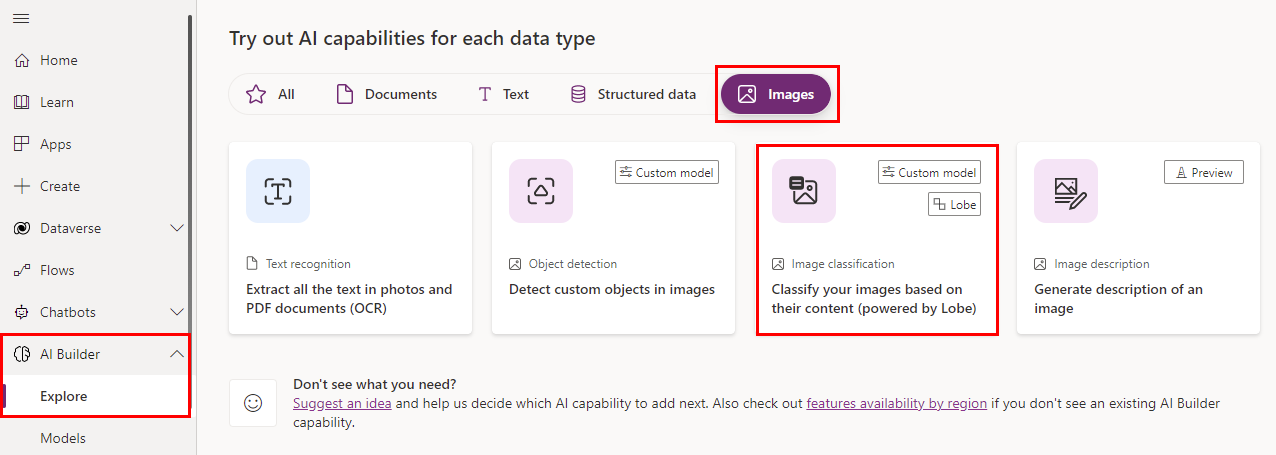 Home
Learn
Apps
Create
Dataverse
Flows
Chatbots
AI Builder
Explore
Models
Try out AI capabilities for each data type
All
Documents
Text
Structured data
Images
Text recognition
Extract all the text in photos and
PDF documents (OCR)
Custom model
Object detection
Detect custom objects in images
Custom model
Lobe
Image classification
Classify your images based on
their content (powered by Lobe)
Preview
Image description
Generate description of an
image
Don't see what you need?
Suggest an idea and help us decide which AI capability to add next. Also check out features availability by region if you don't see an existing AI Builder
capability.